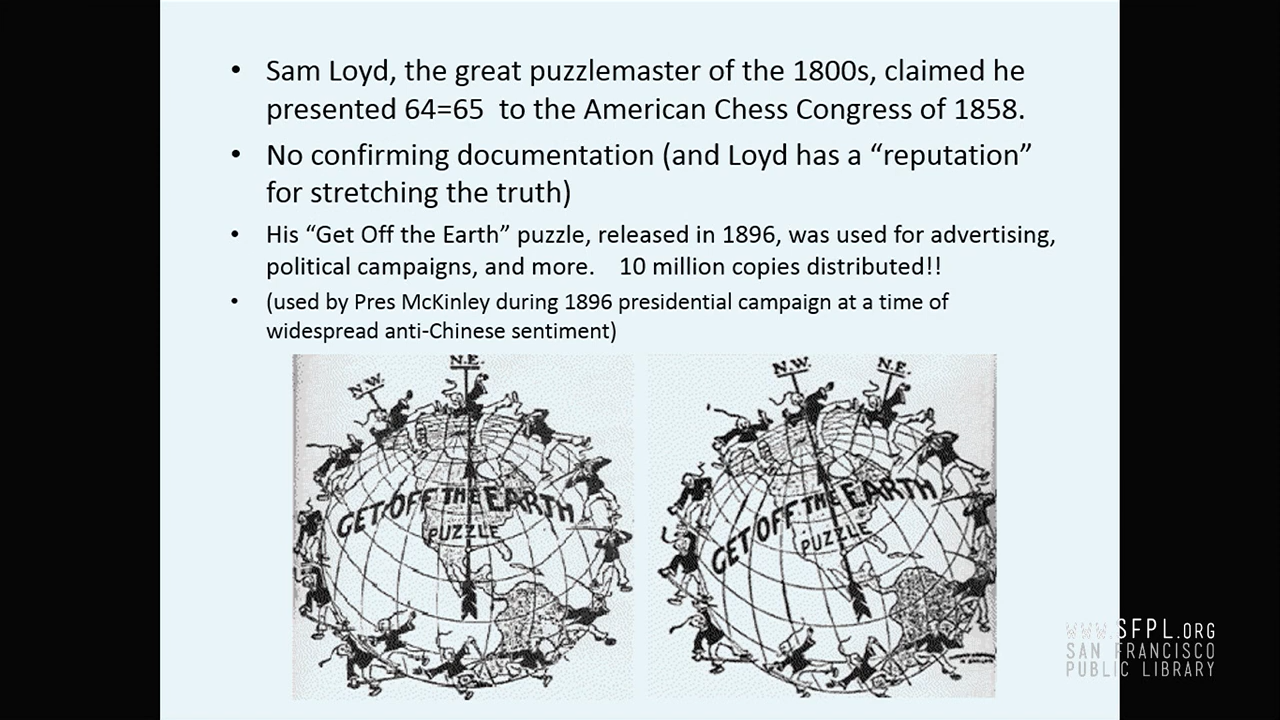 • Sam Loyd, the great puzzlemaster of the 1800s, claimed he
presented 64=65 to the American Chess Congress of 1858.
• No confirming documentation (and Loyd has a “reputation”
for stretching the truth)
• His “Get Off the Earth” puzzle, released in 1896, was used for advertising,
political campaigns, and more. 10 million copies distributed!!
• (used by Pres McKinley during 1896 presidential campaign at a time of
widespread anti-Chinese sentiment)
N.W.
N.E.
GET OFF THE EARTH
PUZZLE
N.W.
N.E.
GET OFF THE EARTH
PUZZLE
WWW.SFPL.ORG
SAN FRANCISCO
PUBLIC LIBRARY